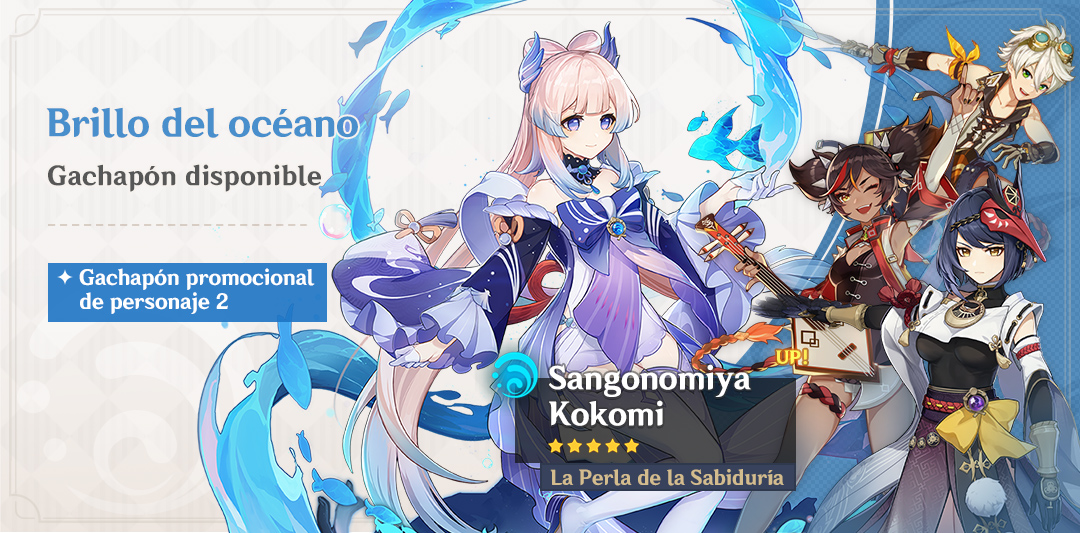 Brillo del océano
Gachapón disponible
Gachapón promocional
de personaje 2
UP!
Sangonomiya
Kokomi
La Perla de la Sabiduría